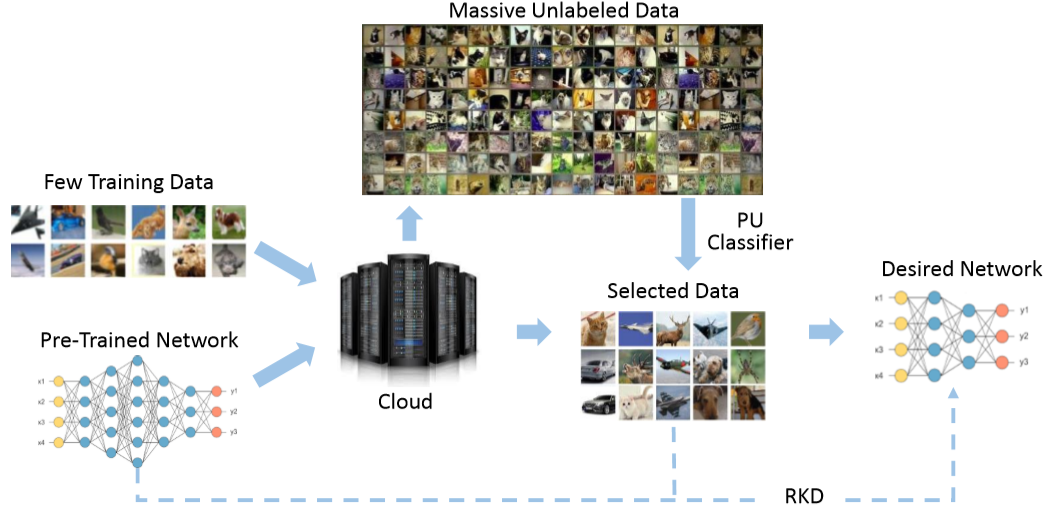 Massive Unlabeled Data
Few Training Data
PU
Classifier
Desired Network
Selected Data
x1
x2
x3
x4
y1
y2
y3
Pre-Trained Network
x1
x2
x3
x4
y1
y2
y3
Cloud
RKD